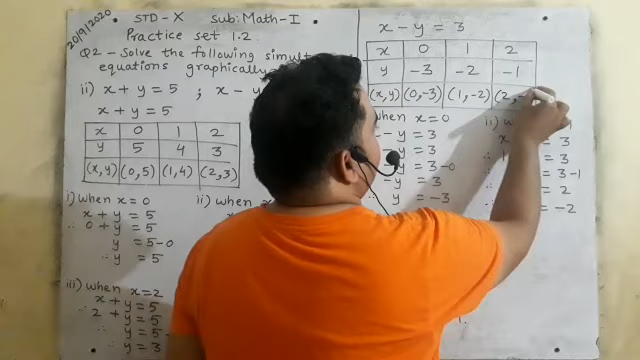 20/9/2020 STD-X Sub: Math-I
Practice set 1.2
Q2 - Solve the following
equations graphically
ii) x + y = 5 ; x -
x + y = 5
x 0 1 2
y 5 4 3
(x,y) (0,5) (1,4) (2,3)
i) when x = 0
x + y = 5
∴ 0 + y = 5
y = 5-0
∴ y = 5
ii) when
iii) when x = 2
x + y = 5
∴ 2 + y = 5
∴ y = 5
∴ y = 3
x - y = 3
x 0 1 2
y -3 -2 -1
(x,y) (0,-3) (1,-2) (2,-
when x = 0
- y = 3
- y = 3
- y = 3-0
- y = 3
∴ y = -3
ii)
= 3
= 3
= 3-1
= 2
= -2